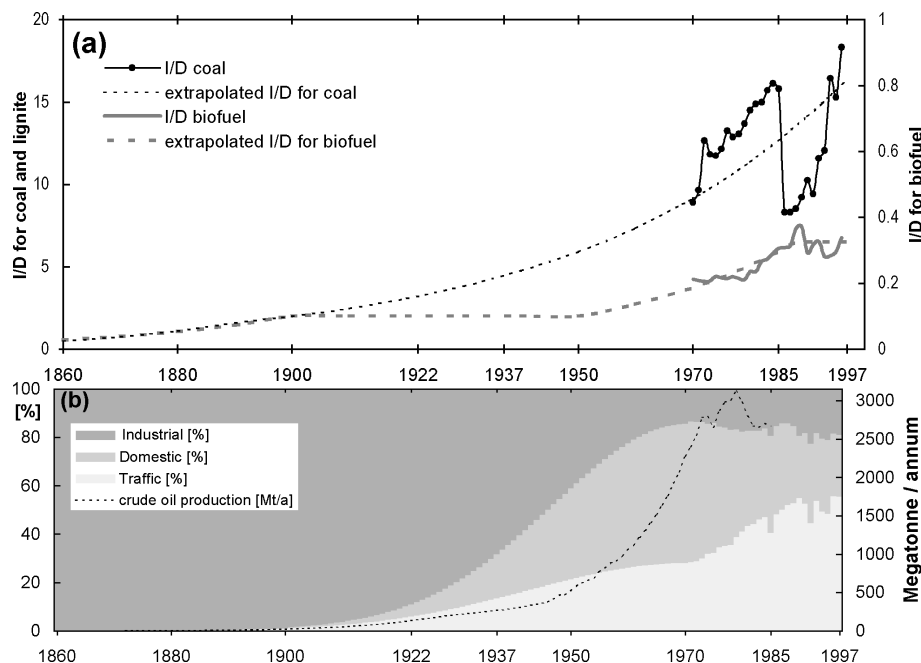 (a)
20
15
10
5
0
I/D for coal and lignite
I/D coal
extrapolated I/D for coal
I/D biofuel
extrapolated I/D for biofuel
1
0.8
0.6
0.4
0.2
0
I/D for biofuel
1860 1880 1900 1922 1937 1950 1970 1985 1997
(b)
100
[%]
80
60
40
20
0
Industrial [%]
Domestic [%]
Traffic [%]
crude oil production [Mt/a]
3000
2500
2000
1500
1000
500
0
Megatonne / annum
1860 1880 1900 1922 1937 1950 1970 1985 1997